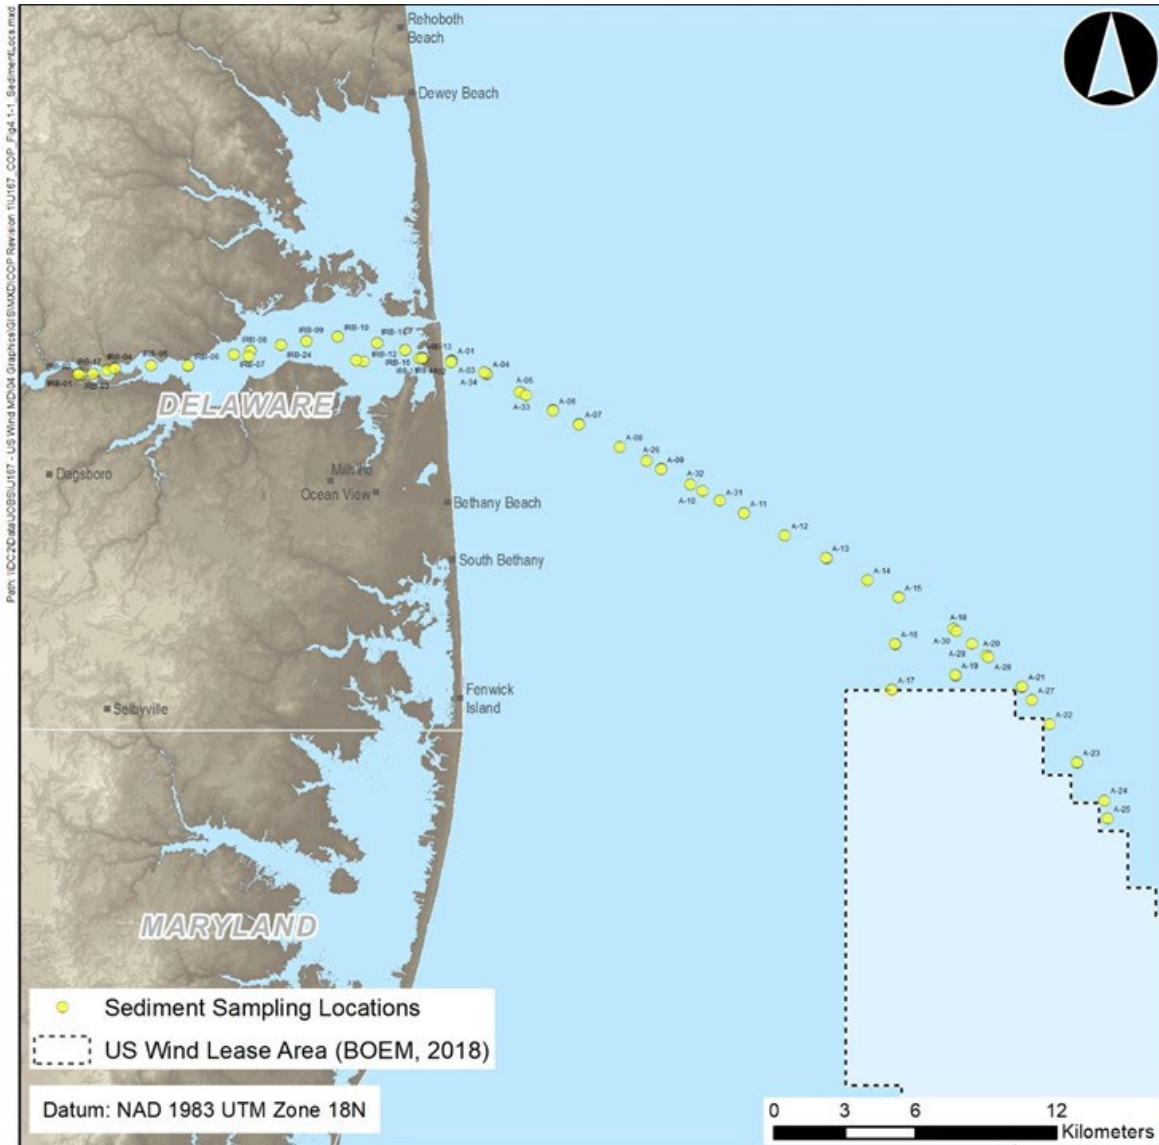 Rehoboth
Beach
Dewey Beach
IRB-09
IRB-10
IRB-14
IRB-08
IRB-13
A-01
IRB-04
IRB-05
IRB-06
IRB-07
IRB-24
IRB-12
A-03
A-04
IRB-01
IRB-03
A-34
A-05
DELAWARE
A-33
A-06
A-07
A-08
Dagsboro
Millville
A-26
A-09
Ocean View
A-32
A-10
A-31
Bethany Beach
A-11
A-12
South Bethany
A-13
A-14
A-15
A-18
A-16
A-30
A-20
A-29
A-28
A-19
A-17
A-21
Fenwick
Island
A-27
Selbyville
A-22
A-23
A-24
A-25
MARYLAND
Sediment Sampling Locations
US Wind Lease Area (BOEM, 2018)
Datum: NAD 1983 UTM Zone 18N
0 3 6 12
Kilometers